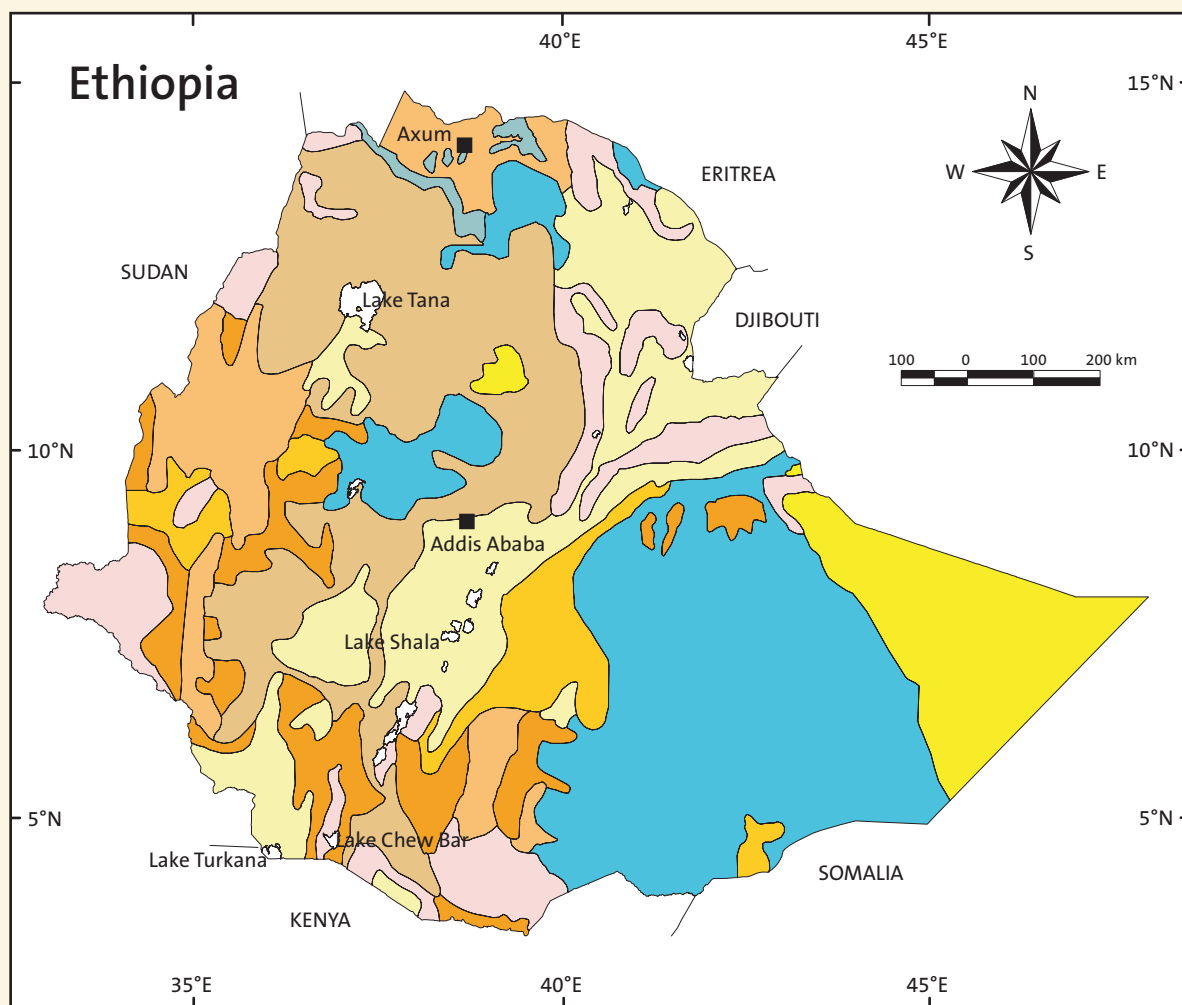 40°E
45°E
Ethiopia
15°N
N
Axum
ERITREA
W
E
S
SUDAN
Lake Tana
DJIBOUTI
100
0
100
200 km
10°N
10°N
Addis Ababa
Lake Shala
5°N
5°N
Lake Chew Bar
Lake Turkana
SOMALIA
KENYA
35°E
40°E
45°E